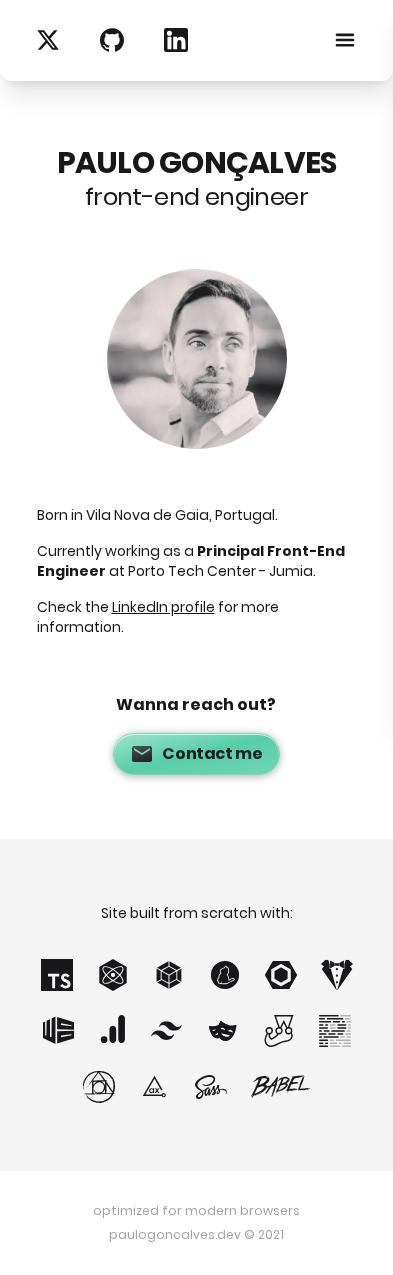 PAULO GONÇALVES
front-end engineer
Born in Vila Nova de Gaia, Portugal.
Currently working as a Principal Front-End
Engineer at Porto Tech Center - Jumia.
Check the LinkedIn profile for more
information.
Wanna reach out?
Contact me
Site built from scratch with:
TS
WS
ax
Sass
BABEL
optimized for modern browsers
paulogoncalves.dev © 2021